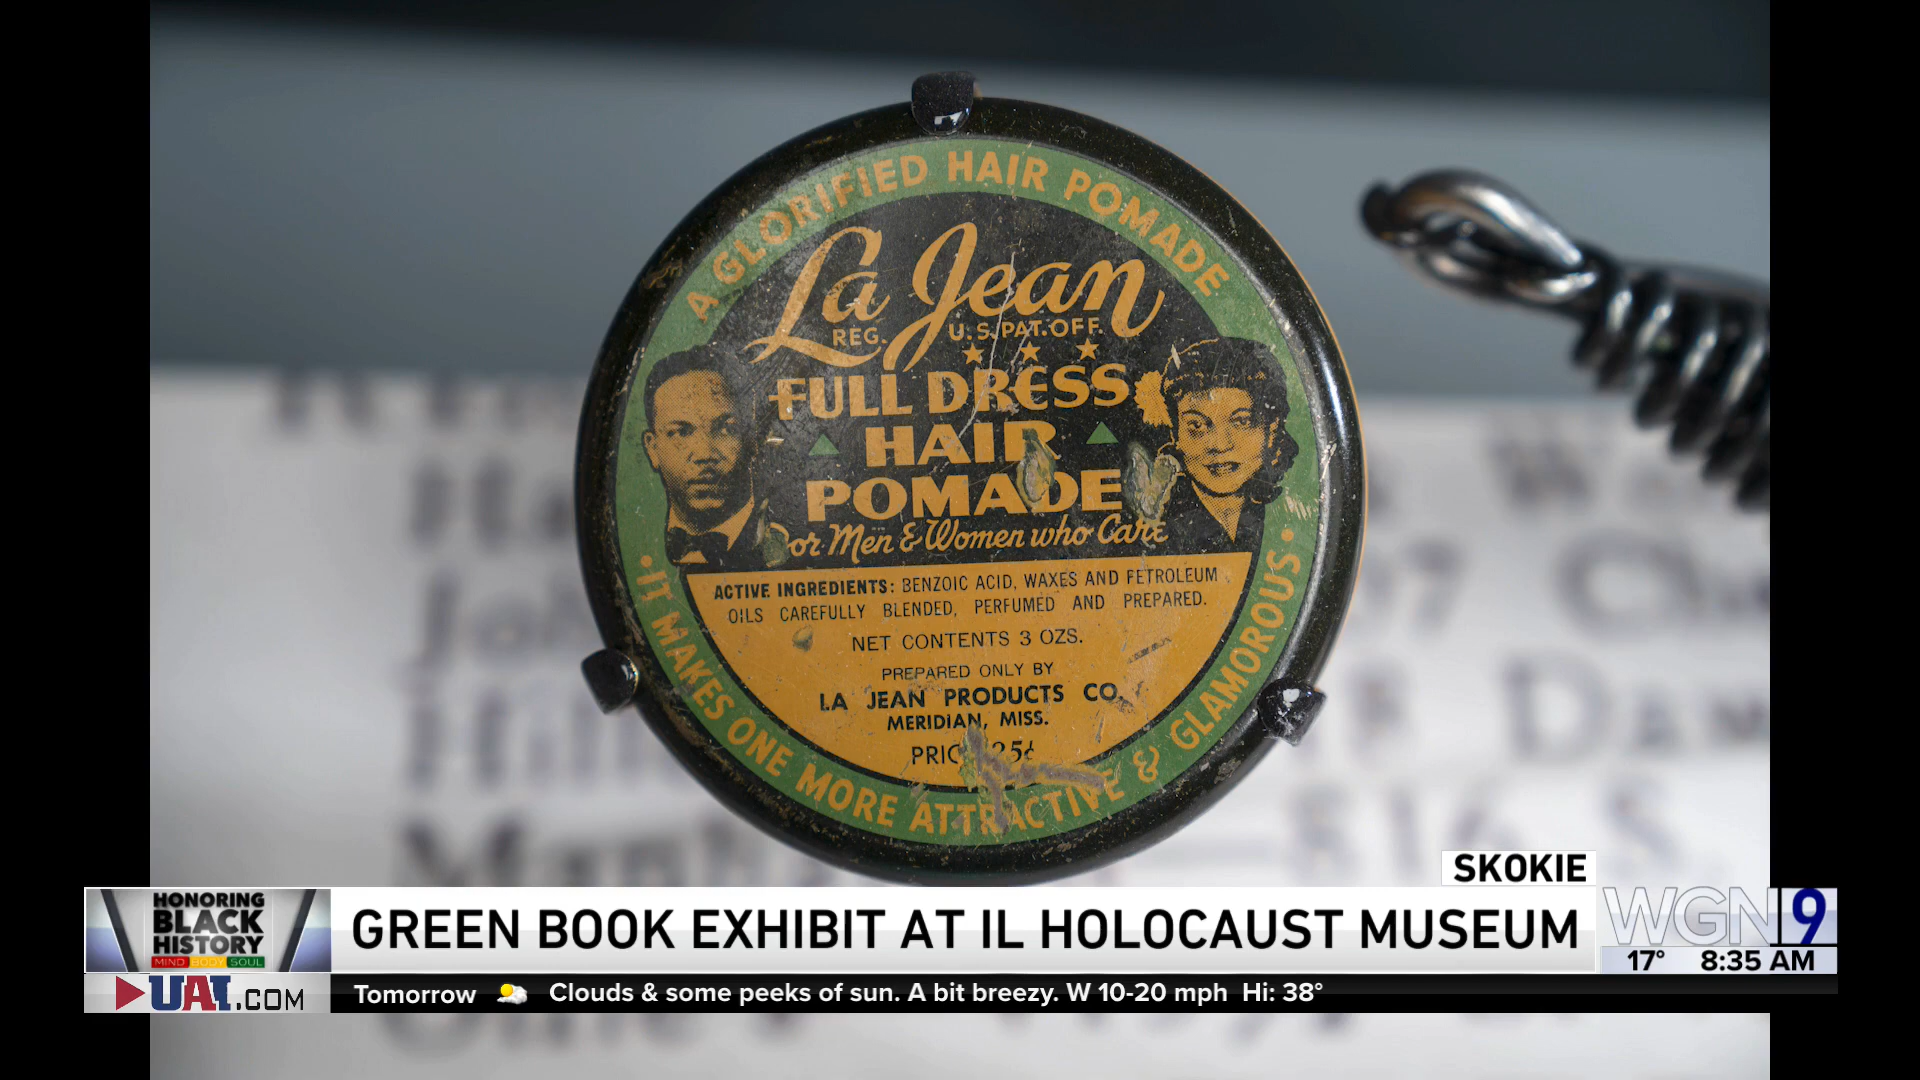 A GLORIFIED HAIR POMADE
La Jean
REG. U.S. PAT. OFF.
FULL DRESS
HAIR
POMADE
For Men & Women who Care
ACTIVE INGREDIENTS: BENZOIC ACID, WAXES AND PETROLEUM
OILS CAREFULLY BLENDED, PERFUMED AND PREPARED.
NET CONTENTS 3 OZS.
PREPARED ONLY BY
LA JEAN PRODUCTS CO.
MERIDIAN, MISS.
PRICE 25¢
• IT MAKES ONE MORE ATTRACTIVE & GLAMOROUS •
SKOKIE
HONORING
BLACK
HISTORY
MIND BODY SOUL
GREEN BOOK EXHIBIT AT IL HOLOCAUST MUSEUM
WGN 9
17° 8:35 AM
UAI.COM
Tomorrow Clouds & some peeks of sun. A bit breezy. W 10-20 mph Hi: 38°